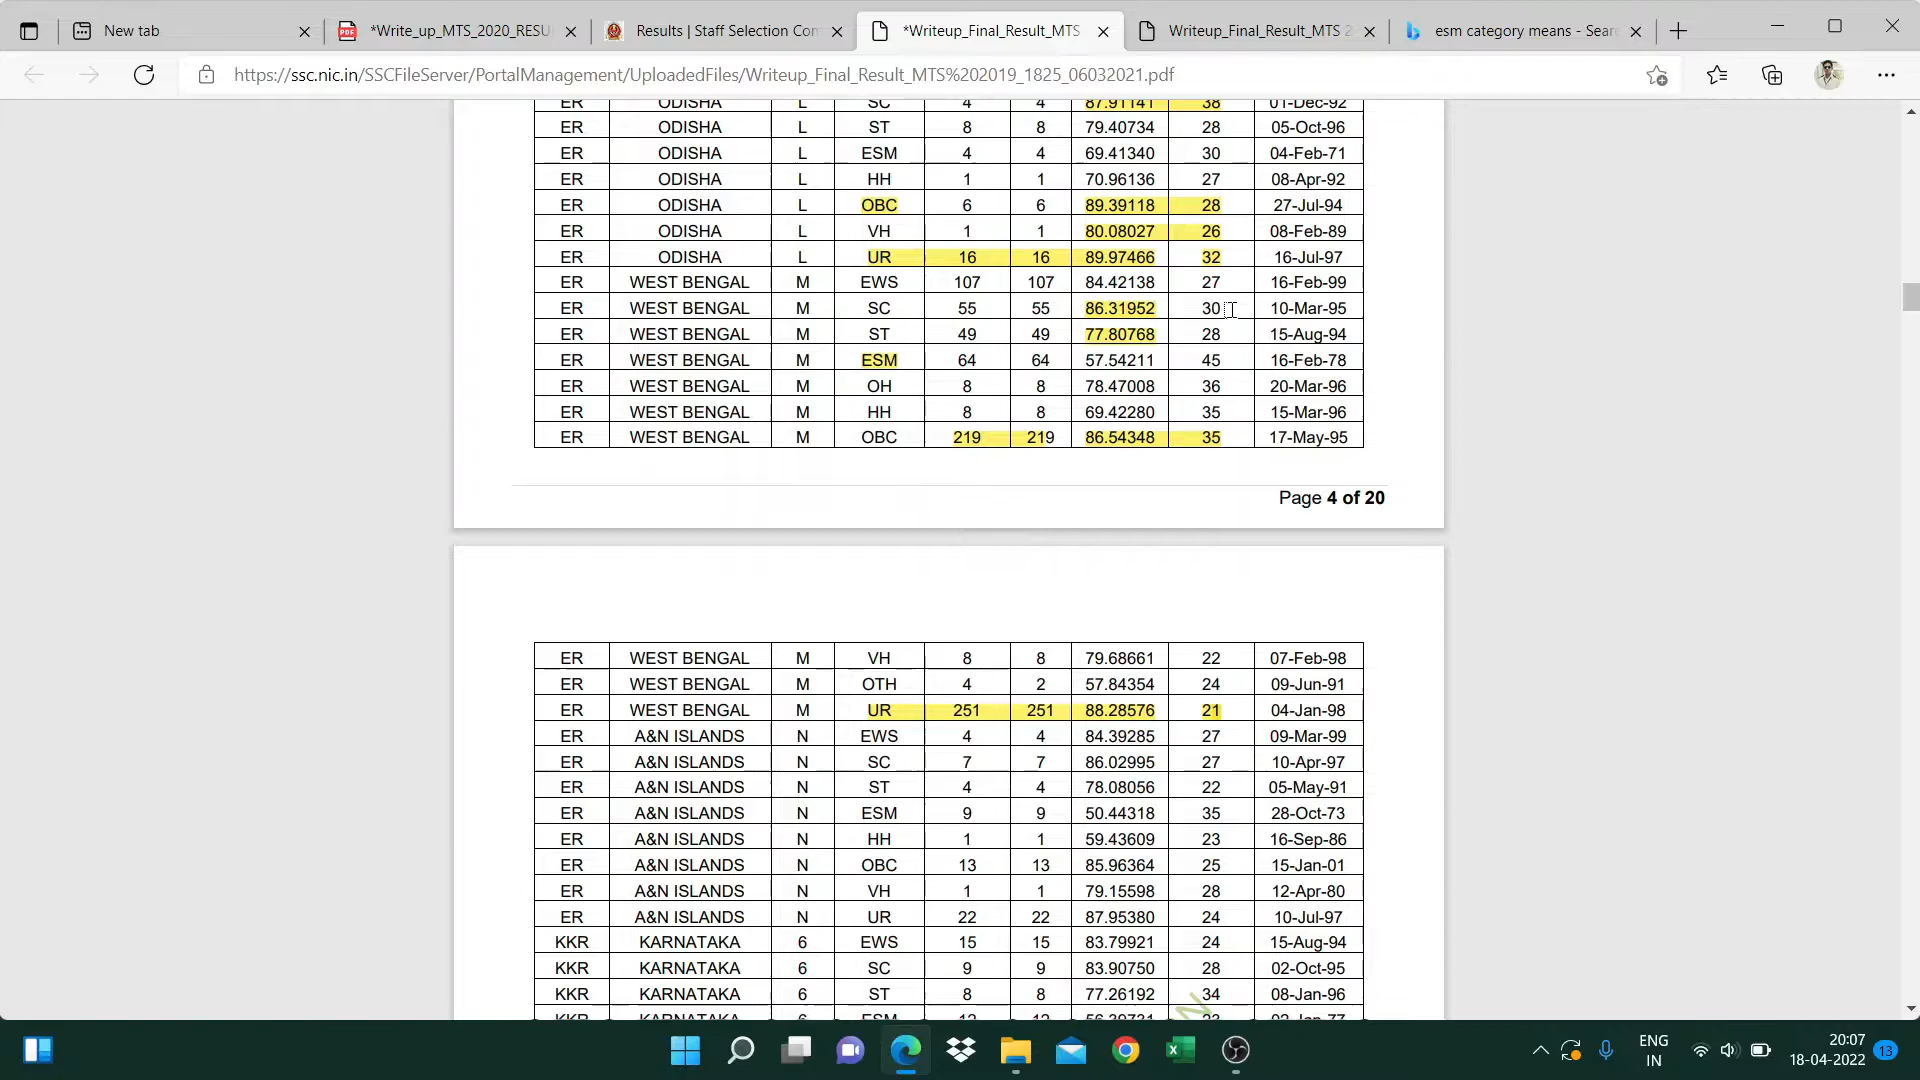 New tab
*Write_up_MTS_2020_RESU
Results | Staff Selection Com
*Writeup_Final_Result_MTS
Writeup_Final_Result_MTS 2
esm category means - Sear
https://ssc.nic.in/SSCFileServer/PortalManagement/UploadedFiles/Writeup_Final_Result_MTS%202019_1825_06032021.pdf
ER ODISHA L SC 4 4 87.91141 38 01-Dec-92
ER ODISHA L ST 8 8 79.40734 28 05-Oct-96
ER ODISHA L ESM 4 4 69.41340 30 04-Feb-71
ER ODISHA L HH 1 1 70.96136 27 08-Apr-92
ER ODISHA L OBC 6 6 89.39118 28 27-Jul-94
ER ODISHA L VH 1 1 80.08027 26 08-Feb-89
ER ODISHA L UR 16 16 89.97466 32 16-Jul-97
ER WEST BENGAL M EWS 107 107 84.42138 27 16-Feb-99
ER WEST BENGAL M SC 55 55 86.31952 30 10-Mar-95
ER WEST BENGAL M ST 49 49 77.80768 28 15-Aug-94
ER WEST BENGAL M ESM 64 64 57.54211 45 16-Feb-78
ER WEST BENGAL M OH 8 8 78.47008 36 20-Mar-96
ER WEST BENGAL M HH 8 8 69.42280 35 15-Mar-96
ER WEST BENGAL M OBC 219 219 86.54348 35 17-May-95
Page 4 of 20
ER WEST BENGAL M VH 8 8 79.68661 22 07-Feb-98
ER WEST BENGAL M OTH 4 2 57.84354 24 09-Jun-91
ER WEST BENGAL M UR 251 251 88.28576 21 04-Jan-98
ER A&N ISLANDS N EWS 4 4 84.39285 27 09-Mar-99
ER A&N ISLANDS N SC 7 7 86.02995 27 10-Apr-97
ER A&N ISLANDS N ST 4 4 78.08056 22 05-May-91
ER A&N ISLANDS N ESM 9 9 50.44318 35 28-Oct-73
ER A&N ISLANDS N HH 1 1 59.43609 23 16-Sep-86
ER A&N ISLANDS N OBC 13 13 85.96364 25 15-Jan-01
ER A&N ISLANDS N VH 1 1 79.15598 28 12-Apr-80
ER A&N ISLANDS N UR 22 22 87.95380 24 10-Jul-97
KKR KARNATAKA 6 EWS 15 15 83.79921 24 15-Aug-94
KKR KARNATAKA 6 SC 9 9 83.90750 28 02-Oct-95
KKR KARNATAKA 6 ST 8 8 77.26192 34 08-Jan-96
KKR KARNATAKA 6 ESM 12 12
ENG
IN
20:07
18-04-2022
13